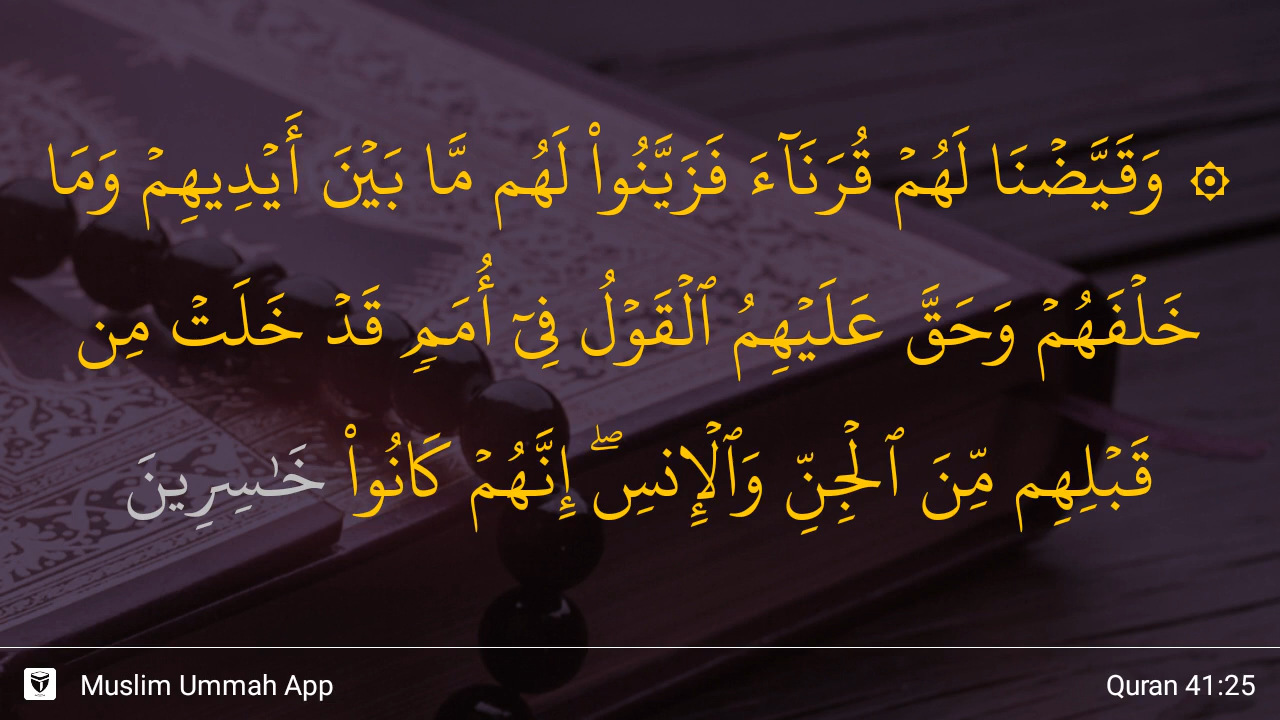 ۞ وَقَيَّضۡنَا لَهُمۡ قُرَنَآءَ فَزَيَّنُواْ لَهُم مَّا بَيۡنَ أَيۡدِيهِمۡ وَمَا
خَلۡفَهُمۡ وَحَقَّ عَلَيۡهِمُ ٱلۡقَوۡلُ فِيٓ أُمَمٖ قَدۡ خَلَتۡ مِن
قَبۡلِهِم مِّنَ ٱلۡجِنِّ وَٱلۡإِنسِۖ إِنَّهُمۡ كَانُواْ خَٰسِرِينَ
Muslim Ummah App
Quran 41:25